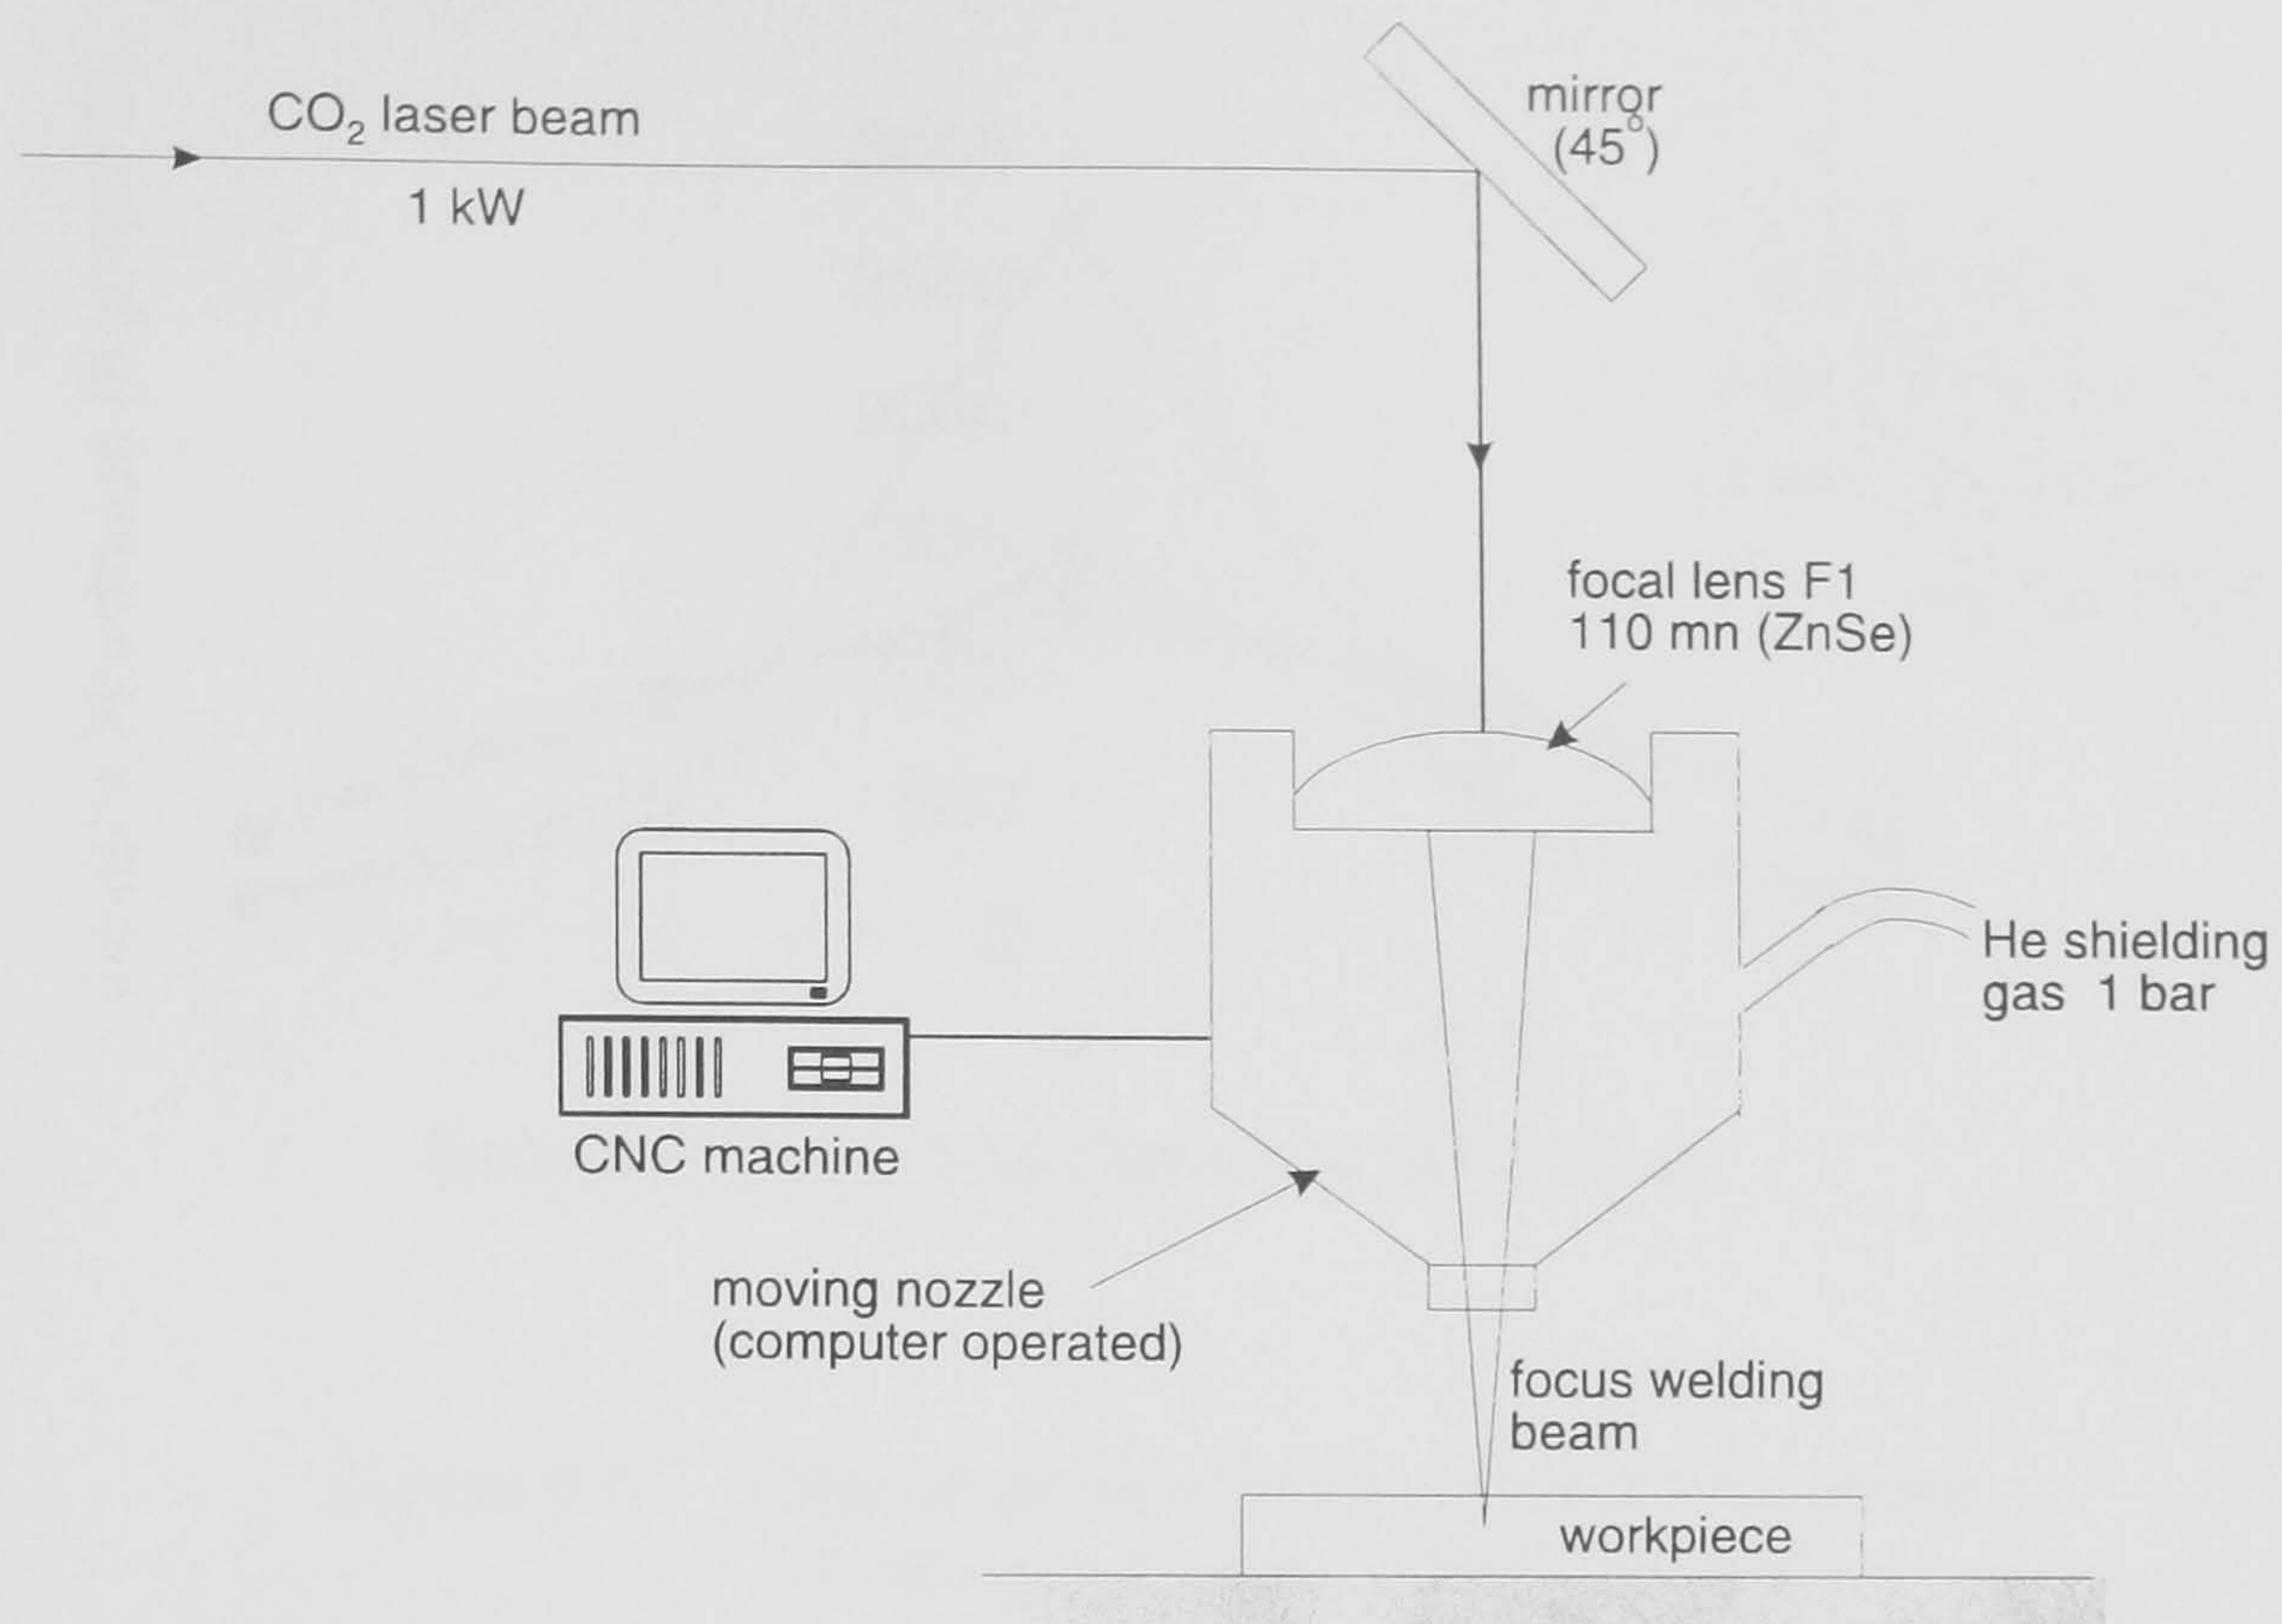 CO₂ laser beam
1 kW
mirror
(45°)
focal lens F1
110 mn (ZnSe)
He shielding
gas 1 bar
CNC machine
moving nozzle
(computer operated)
focus welding
beam
workpiece